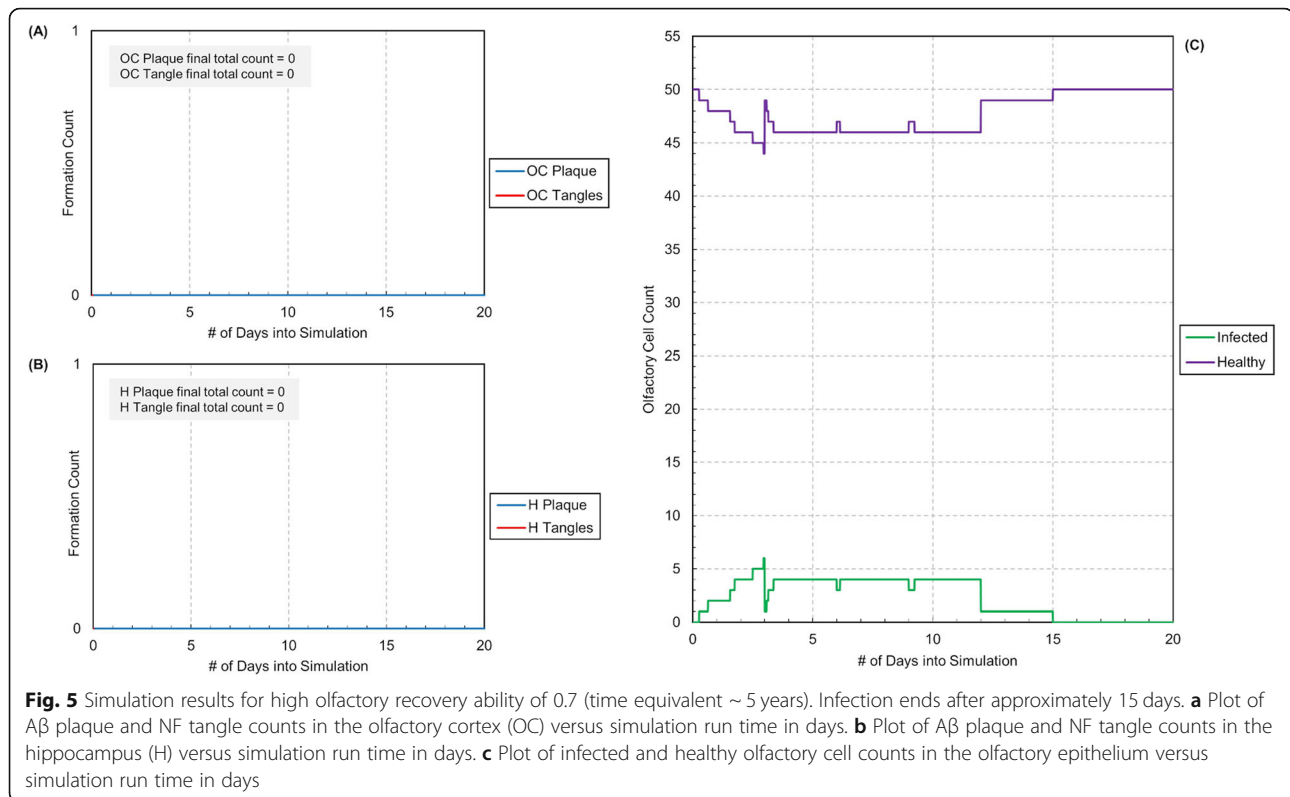 (A)
1
OC Plaque final total count = 0
OC Tangle final total count = 0
Formation Count
0
0 5 10 15 20
# of Days into Simulation
OC Plaque
OC Tangles
(B)
1
H Plaque final total count = 0
H Tangle final total count = 0
Formation Count
0
0 5 10 15 20
# of Days into Simulation
H Plaque
H Tangles
(C)
55
50
45
40
35
30
25
20
15
10
5
0
Olfactory Cell Count
0 5 10 15 20
# of Days into Simulation
Infected
Healthy
Fig. 5 Simulation results for high olfactory recovery ability of 0.7 (time equivalent ~ 5 years). Infection ends after approximately 15 days. a Plot of
Aβ plaque and NF tangle counts in the olfactory cortex (OC) versus simulation run time in days. b Plot of Aβ plaque and NF tangle counts in the
hippocampus (H) versus simulation run time in days. c Plot of infected and healthy olfactory cell counts in the olfactory epithelium versus
simulation run time in days